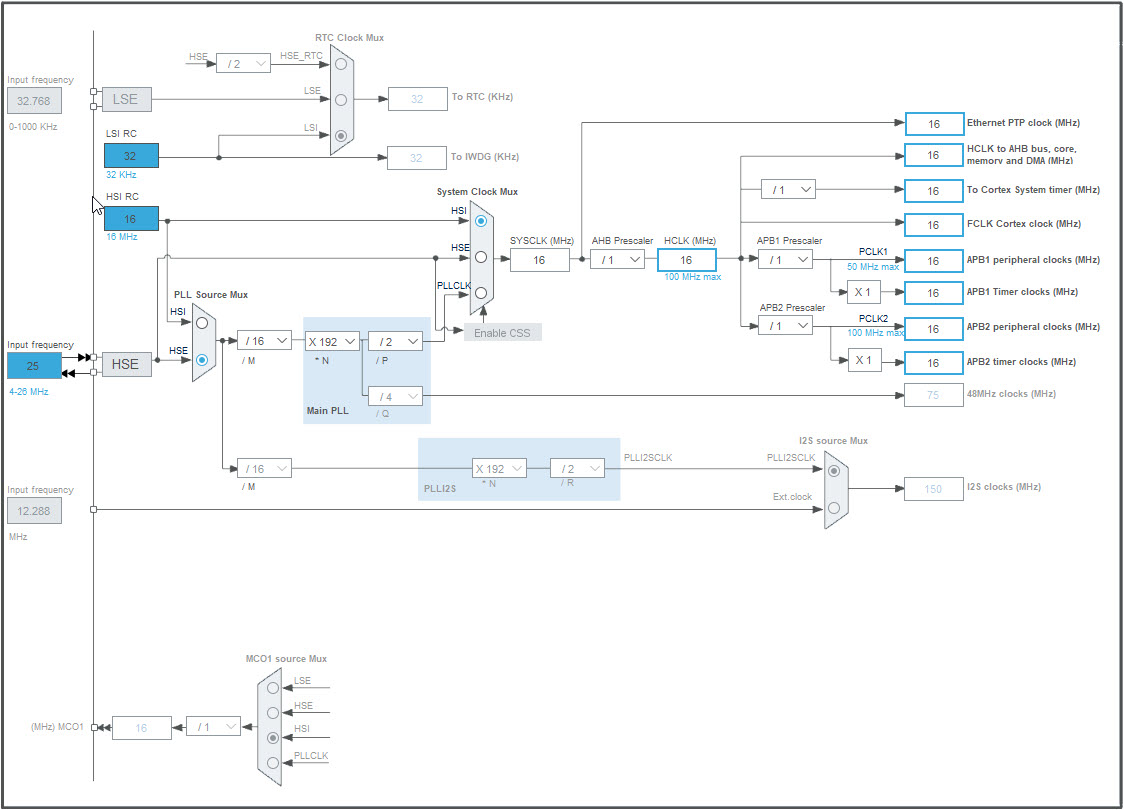 RTC Clock Mux
HSE
/ 2
HSE_RTC
Input frequency
32.768
0-1000 KHz
LSE
LSE
32
To RTC (KHz)
LSI RC
LSI
32
32 KHz
32
To IWDG (KHz)
HSI RC
16
16 MHz
System Clock Mux
HSI
HSE
PLLCLK
SYSCLK (MHz)
16
AHB Prescaler
/ 1
HCLK (MHz)
16
100 MHz max
Enable CSS
16
Ethernet PTP clock (MHz)
16
HCLK to AHB bus, core,
memory and DMA (MHz)
/ 1
16
To Cortex System timer (MHz)
16
FCLK Cortex clock (MHz)
APB1 Prescaler
/ 1
PCLK1
50 MHz max
16
APB1 peripheral clocks (MHz)
X 1
16
APB1 Timer clocks (MHz)
APB2 Prescaler
/ 1
PCLK2
100 MHz max
16
APB2 peripheral clocks (MHz)
X 1
16
APB2 timer clocks (MHz)
75
48MHz clocks (MHz)
PLL Source Mux
HSI
HSE
Input frequency
25
4-26 MHz
HSE
/ 16
/ M
X 192
* N
/ 2
/ P
/ 4
/ Q
Main PLL
/ 16
/ M
X 192
* N
/ 2
/ R
PLLI2S
PLLI2SCLK
I2S source Mux
PLLI2SCLK
Ext.clock
150
I2S clocks (MHz)
Input frequency
12.288
MHz
MCO1 source Mux
LSE
HSE
HSI
PLLCLK
(MHz) MCO1
16
/ 1